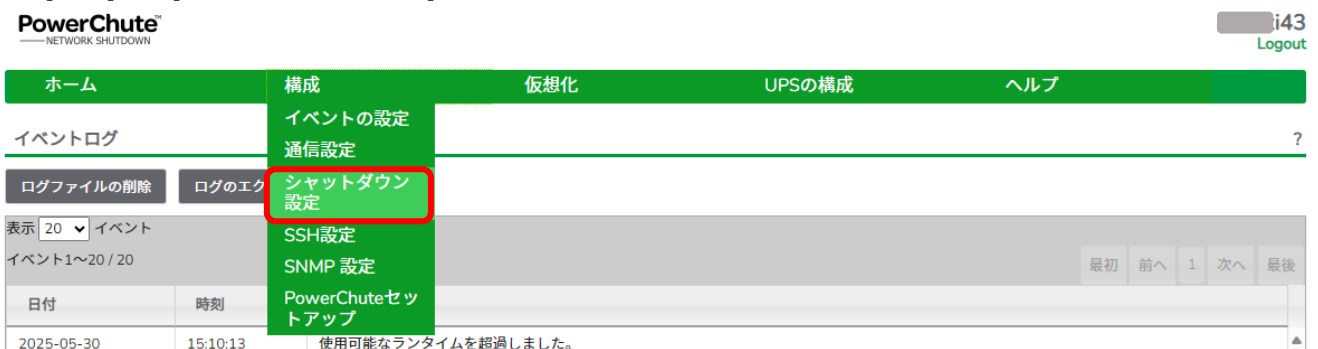 PowerChute™
NETWORK SHUTDOWN
i43
Logout
ホーム 構成 仮想化 UPSの構成 ヘルプ
イベントの設定
通信設定
シャットダウン
設定
SSH設定
SNMP 設定
PowerChuteセッ
トアップ
イベントログ ?
ログファイルの削除 ログのエク
表示 20 イベント
イベント1～20 / 20
最初 前へ 1 次へ 最後
日付 時刻
2025-05-30 15:10:13 使用可能なランタイムを超過しました。